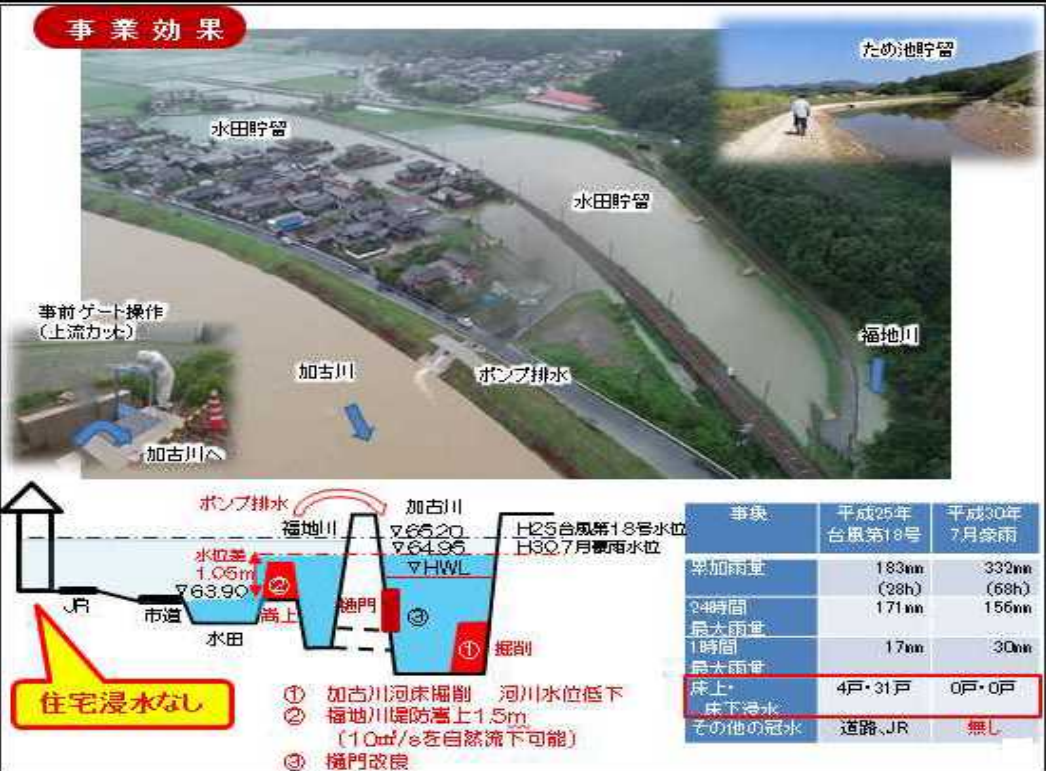 事業効果
ため池貯留
水田貯留
水田貯留
事前ゲート操作
(上流カット)
加古川
ポンプ排水
福地川
加古川へ
ポンプ排水
加古川
福地川
▽65.20
H25台風第18号水位
▽64.95
H30.7月豪雨水位
水位差
1.05m
▽HWL
▽63.90
②
JR
市道
嵩上
樋門
③
水田
①
掘削
住宅浸水なし
① 加古川河床掘削 河川水位低下
② 福地川堤防嵩上1.5m
(10㎥/sを自然流下可能)
③ 樋門改良
事象 平成25年 台風第18号 平成30年 7月豪雨
累加雨量 183mm (28h) 332mm (68h)
24時間 最大雨量 171mm 156mm
1時間 最大雨量 17mm 30mm
床上・ 床下浸水 4戸・31戸 0戸・0戸
その他の冠水 道路、JR 無し